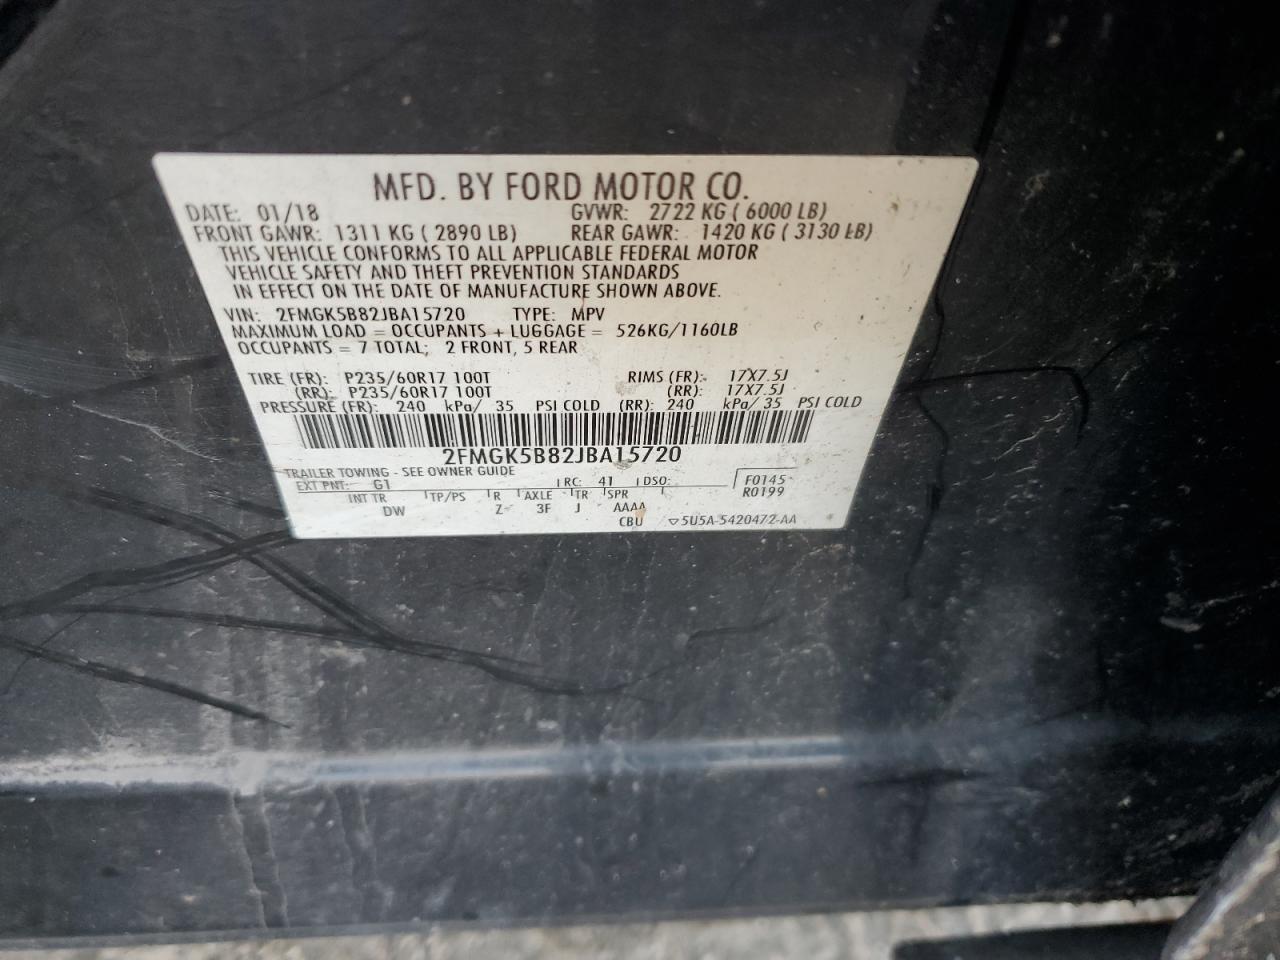 MFD. BY FORD MOTOR CO.
DATE: 01/18 GVWR: 2722 KG ( 6000 LB)
FRONT GAWR: 1311 KG ( 2890 LB) REAR GAWR: 1420 KG ( 3130 LB)
THIS VEHICLE CONFORMS TO ALL APPLICABLE FEDERAL MOTOR
VEHICLE SAFETY AND THEFT PREVENTION STANDARDS
IN EFFECT ON THE DATE OF MANUFACTURE SHOWN ABOVE.
VIN: 2FMGK5B82JBA15720 TYPE: MPV
MAXIMUM LOAD = OCCUPANTS + LUGGAGE = 526KG/1160LB
OCCUPANTS = 7 TOTAL; 2 FRONT, 5 REAR
TIRE (FR): P235/60R17 100T RIMS (FR): 17X7.5J
(RR): P235/60R17 100T (RR): 17X7.5J
PRESSURE (FR): 240 kPa/ 35 PSI COLD (RR): 240 kPa/ 35 PSI COLD
2FMGK5B82JBA15720
TRAILER TOWING - SEE OWNER GUIDE
EXT PNT: G1 RC: 41 DSO: F0145
R0199
INT TR TP/PS R AXLE TR SPR
DW Z 3F J AAAA
CBU ▽5U5A-5420472-AA